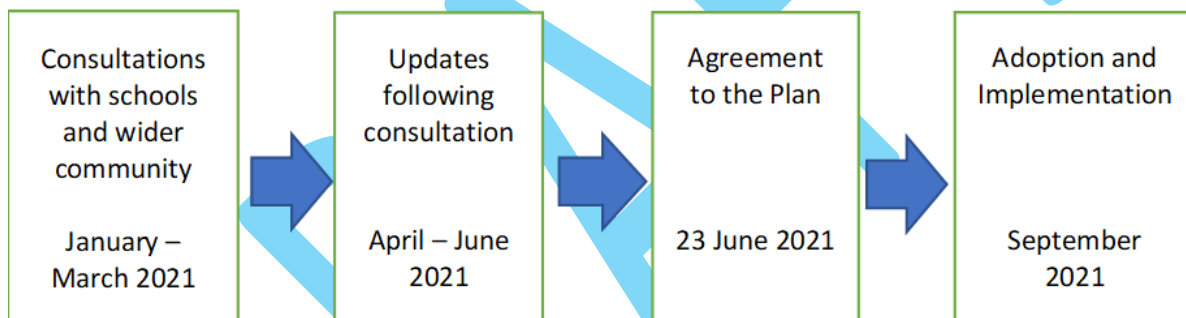 Consultations
with schools
and wider
community
January –
March 2021
Updates
following
consultation
April – June
2021
Agreement
to the Plan
23 June 2021
Adoption and
Implementation
September
2021